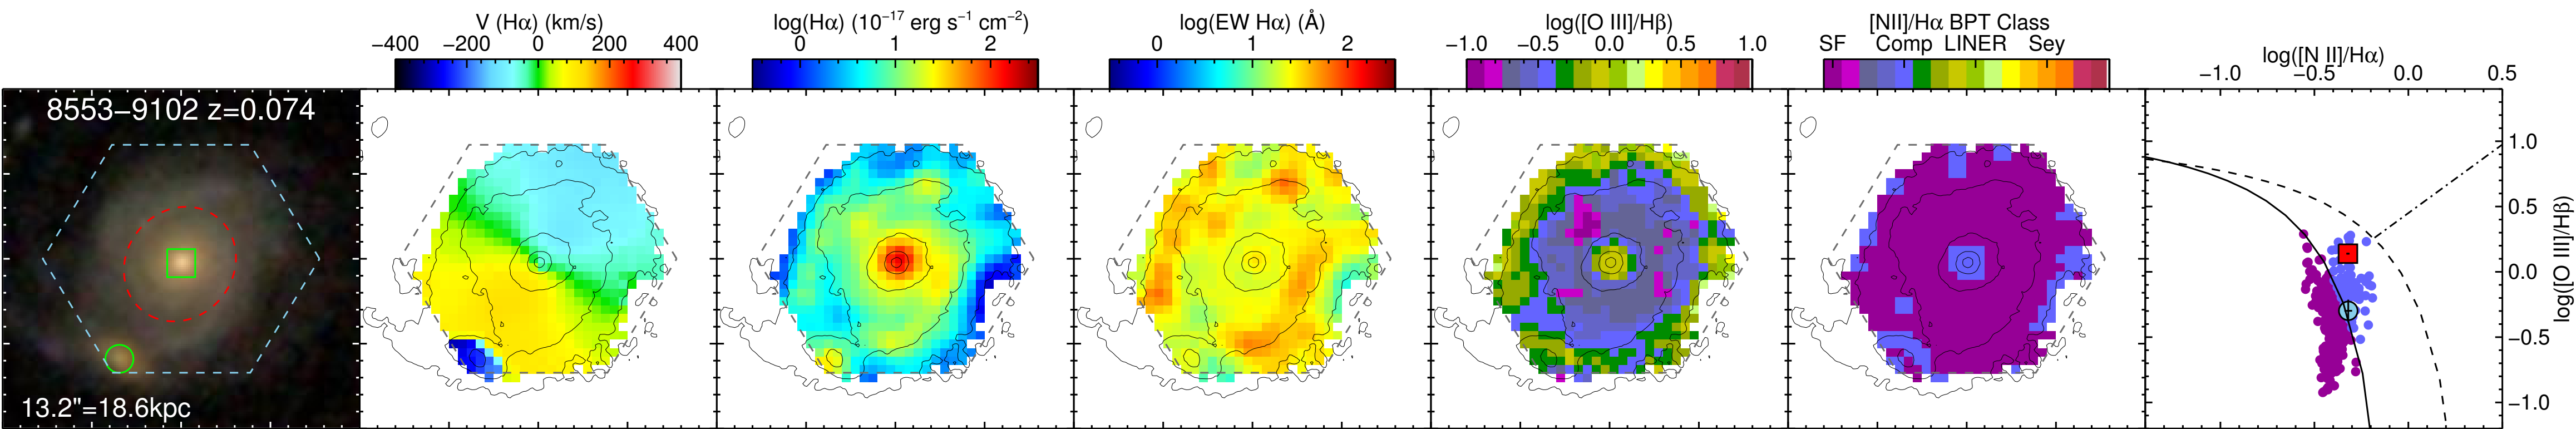 8553−9102 z=0.074
13.2"=18.6kpc
V (Hα) (km/s)
−400 −200 0 200 400
log(Hα) (10⁻¹⁷ erg s⁻¹ cm⁻²)
0 1 2
log(EW Hα) (Å)
0 1 2
log([O III]/Hβ)
−1.0 −0.5 0.0 0.5 1.0
[NII]/Hα BPT Class
SF Comp LINER Sey
log([N II]/Hα)
−1.0 −0.5 0.0 0.5
1.0
0.5
0.0
−0.5
−1.0
log([O III]/Hβ)